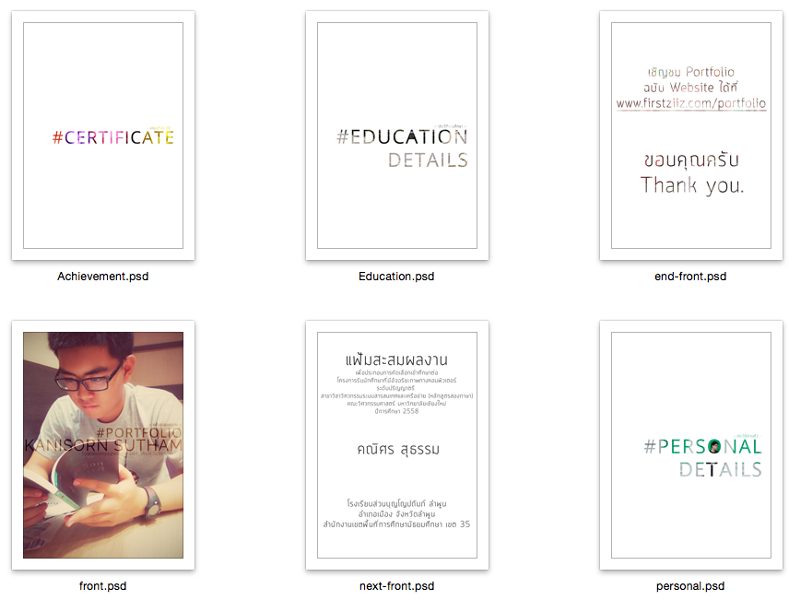 #CERTIFICATE
Achievement.psd
#EDUCATION
DETAILS
Education.psd
เชิญชม Portfolio
ฉบับ Website ได้ที่
www.firstziiz.com/portfolio
ขอบคุณครับ
Thank you.
end-front.psd
#PORTFOLIO
KANISORN SUTHAM
front.psd
แฟ้มสะสมผลงาน
เพื่อประกอบการคัดเลือกเข้าศึกษาต่อ
โครงการรับนักศึกษาที่มีอัจฉริยภาพทางคอมพิวเตอร์
ระดับปริญญาตรี
สาขาวิชาวิศวกรรมระบบสารสนเทศและเครือข่าย (หลักสูตรสองภาษา)
คณะวิศวกรรมศาสตร์ มหาวิทยาลัยเชียงใหม่
ปีการศึกษา 2558
คณิศร สุธรรม
โรงเรียนส่วนบุญโญปถัมภ์ ลำพูน
อำเภอเมือง จังหวัดลำพูน
สำนักงานเขตพื้นที่การศึกษามัธยมศึกษา เขต 35
next-front.psd
#PERSONAL
DETAILS
personal.psd